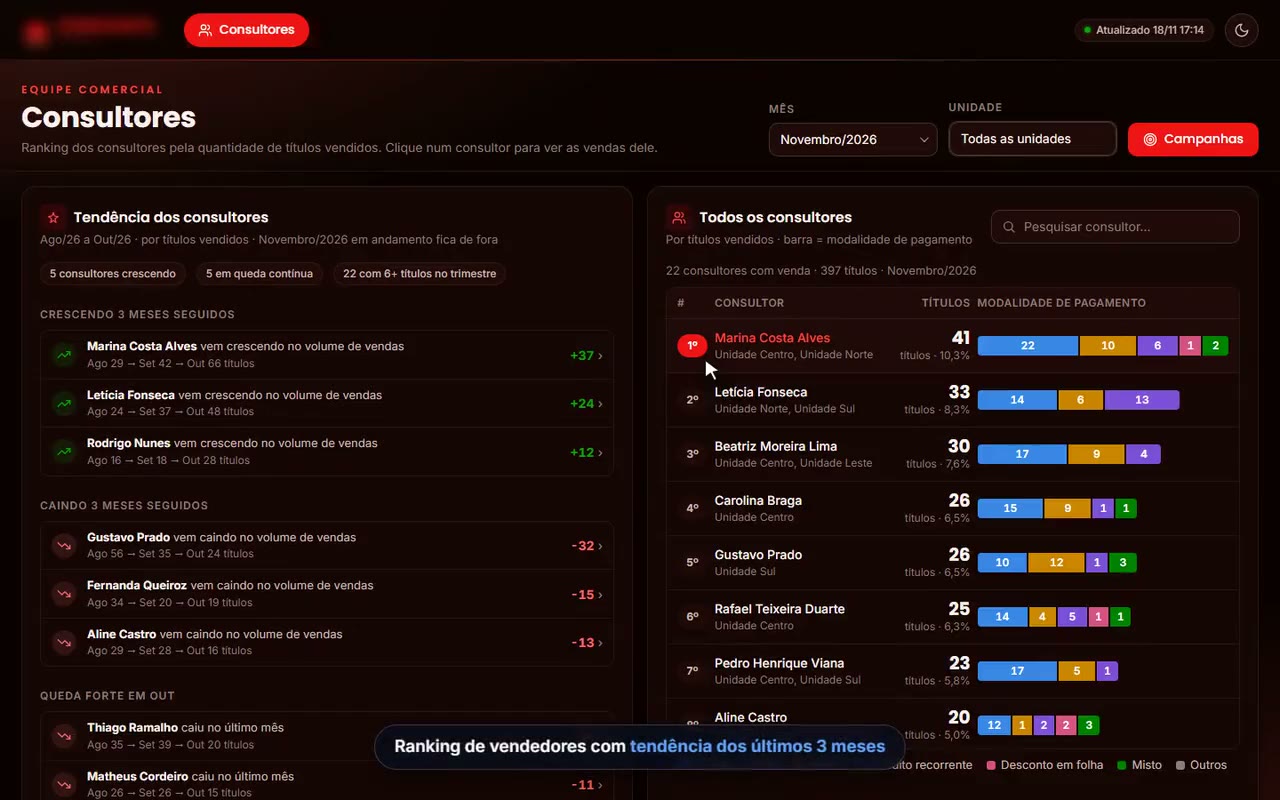 Consultores
Atualizado 18/11 17:14
EQUIPE COMERCIAL
Consultores
Ranking dos consultores pela quantidade de títulos vendidos. Clique num consultor para ver as vendas dele.
MÊS
Novembro/2026
UNIDADE
Todas as unidades
Campanhas
Tendência dos consultores
Ago/26 a Out/26 · por títulos vendidos · Novembro/2026 em andamento fica de fora
5 consultores crescendo
5 em queda contínua
22 com 6+ títulos no trimestre
CRESCENDO 3 MESES SEGUIDOS
Marina Costa Alves vem crescendo no volume de vendas
Ago 29 → Set 42 → Out 66 títulos
+37 ›
Letícia Fonseca vem crescendo no volume de vendas
Ago 24 → Set 37 → Out 48 títulos
+24 ›
Rodrigo Nunes vem crescendo no volume de vendas
Ago 16 → Set 18 → Out 28 títulos
+12 ›
CAINDO 3 MESES SEGUIDOS
Gustavo Prado vem caindo no volume de vendas
Ago 56 → Set 35 → Out 24 títulos
-32 ›
Fernanda Queiroz vem caindo no volume de vendas
Ago 34 → Set 20 → Out 19 títulos
-15 ›
Aline Castro vem caindo no volume de vendas
Ago 29 → Set 28 → Out 16 títulos
-13 ›
QUEDA FORTE EM OUT
Thiago Ramalho caiu no último mês
Ago 35 → Set 39 → Out 20 títulos
Matheus Cordeiro caiu no último mês
Ago 26 → Set 26 → Out 15 títulos
-11 ›
Todos os consultores
Por títulos vendidos · barra = modalidade de pagamento
Pesquisar consultor...
22 consultores com venda · 397 títulos · Novembro/2026
# CONSULTOR TÍTULOS MODALIDADE DE PAGAMENTO
1º Marina Costa Alves 41 22 10 6 1 2
Unidade Centro, Unidade Norte títulos · 10,3%
2º Letícia Fonseca 33 14 6 13
Unidade Norte, Unidade Sul títulos · 8,3%
3º Beatriz Moreira Lima 30 17 9 4
Unidade Centro, Unidade Leste títulos · 7,6%
4º Carolina Braga 26 15 9 1 1
Unidade Centro títulos · 6,5%
5º Gustavo Prado 26 10 12 1 3
Unidade Sul títulos · 6,5%
6º Rafael Teixeira Duarte 25 14 4 5 1 1
Unidade Centro títulos · 6,3%
7º Pedro Henrique Viana 23 17 5 1
Unidade Centro, Unidade Sul títulos · 5,8%
Aline Castro 20 12 1 2 2 3
títulos · 5,0%
recorrente Desconto em folha Misto Outros
Ranking de vendedores com tendência dos últimos 3 meses